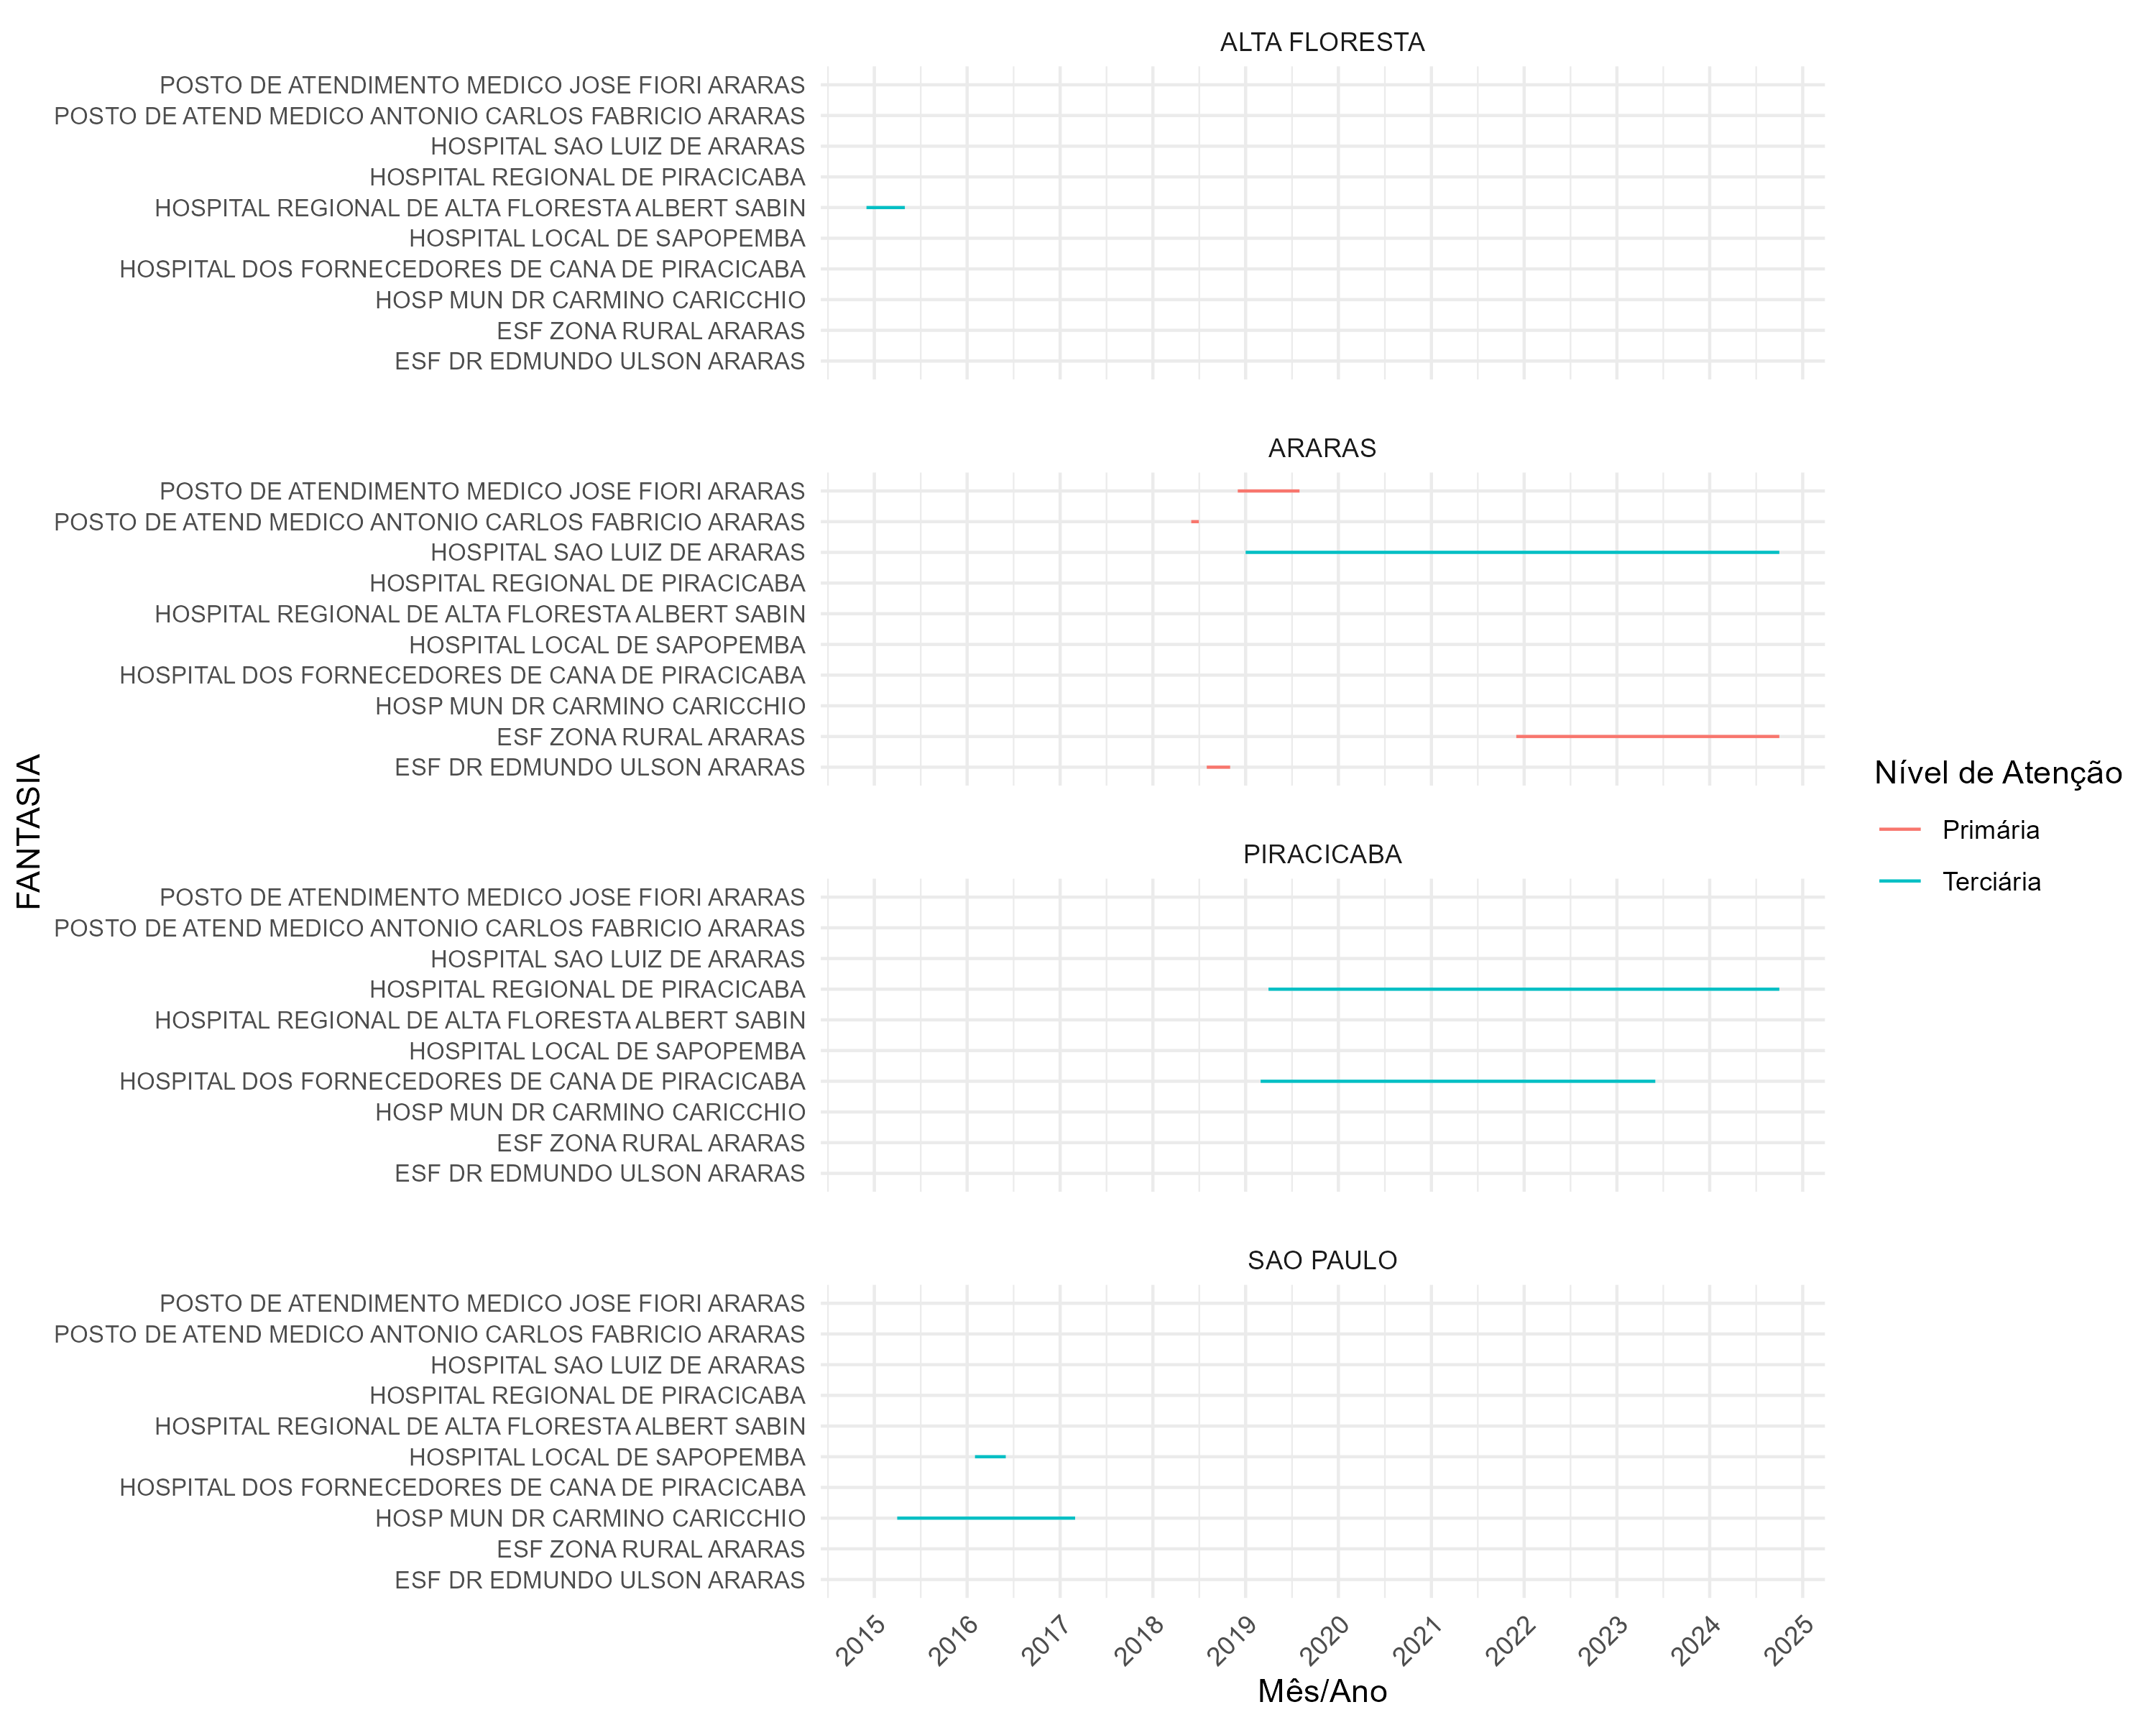 ALTA FLORESTA
POSTO DE ATENDIMENTO MEDICO JOSE FIORI ARARAS
POSTO DE ATEND MEDICO ANTONIO CARLOS FABRICIO ARARAS
HOSPITAL SAO LUIZ DE ARARAS
HOSPITAL REGIONAL DE PIRACICABA
HOSPITAL REGIONAL DE ALTA FLORESTA ALBERT SABIN
HOSPITAL LOCAL DE SAPOPEMBA
HOSPITAL DOS FORNECEDORES DE CANA DE PIRACICABA
HOSP MUN DR CARMINO CARICCHIO
ESF ZONA RURAL ARARAS
ESF DR EDMUNDO ULSON ARARAS
ARARAS
POSTO DE ATENDIMENTO MEDICO JOSE FIORI ARARAS
POSTO DE ATEND MEDICO ANTONIO CARLOS FABRICIO ARARAS
HOSPITAL SAO LUIZ DE ARARAS
HOSPITAL REGIONAL DE PIRACICABA
HOSPITAL REGIONAL DE ALTA FLORESTA ALBERT SABIN
HOSPITAL LOCAL DE SAPOPEMBA
HOSPITAL DOS FORNECEDORES DE CANA DE PIRACICABA
HOSP MUN DR CARMINO CARICCHIO
ESF ZONA RURAL ARARAS
ESF DR EDMUNDO ULSON ARARAS
PIRACICABA
POSTO DE ATENDIMENTO MEDICO JOSE FIORI ARARAS
POSTO DE ATEND MEDICO ANTONIO CARLOS FABRICIO ARARAS
HOSPITAL SAO LUIZ DE ARARAS
HOSPITAL REGIONAL DE PIRACICABA
HOSPITAL REGIONAL DE ALTA FLORESTA ALBERT SABIN
HOSPITAL LOCAL DE SAPOPEMBA
HOSPITAL DOS FORNECEDORES DE CANA DE PIRACICABA
HOSP MUN DR CARMINO CARICCHIO
ESF ZONA RURAL ARARAS
ESF DR EDMUNDO ULSON ARARAS
SAO PAULO
POSTO DE ATENDIMENTO MEDICO JOSE FIORI ARARAS
POSTO DE ATEND MEDICO ANTONIO CARLOS FABRICIO ARARAS
HOSPITAL SAO LUIZ DE ARARAS
HOSPITAL REGIONAL DE PIRACICABA
HOSPITAL REGIONAL DE ALTA FLORESTA ALBERT SABIN
HOSPITAL LOCAL DE SAPOPEMBA
HOSPITAL DOS FORNECEDORES DE CANA DE PIRACICABA
HOSP MUN DR CARMINO CARICCHIO
ESF ZONA RURAL ARARAS
ESF DR EDMUNDO ULSON ARARAS
2015 2016 2017 2018 2019 2020 2021 2022 2023 2024 2025
Mês/Ano
FANTASIA
Nível de Atenção
Primária
Terciária